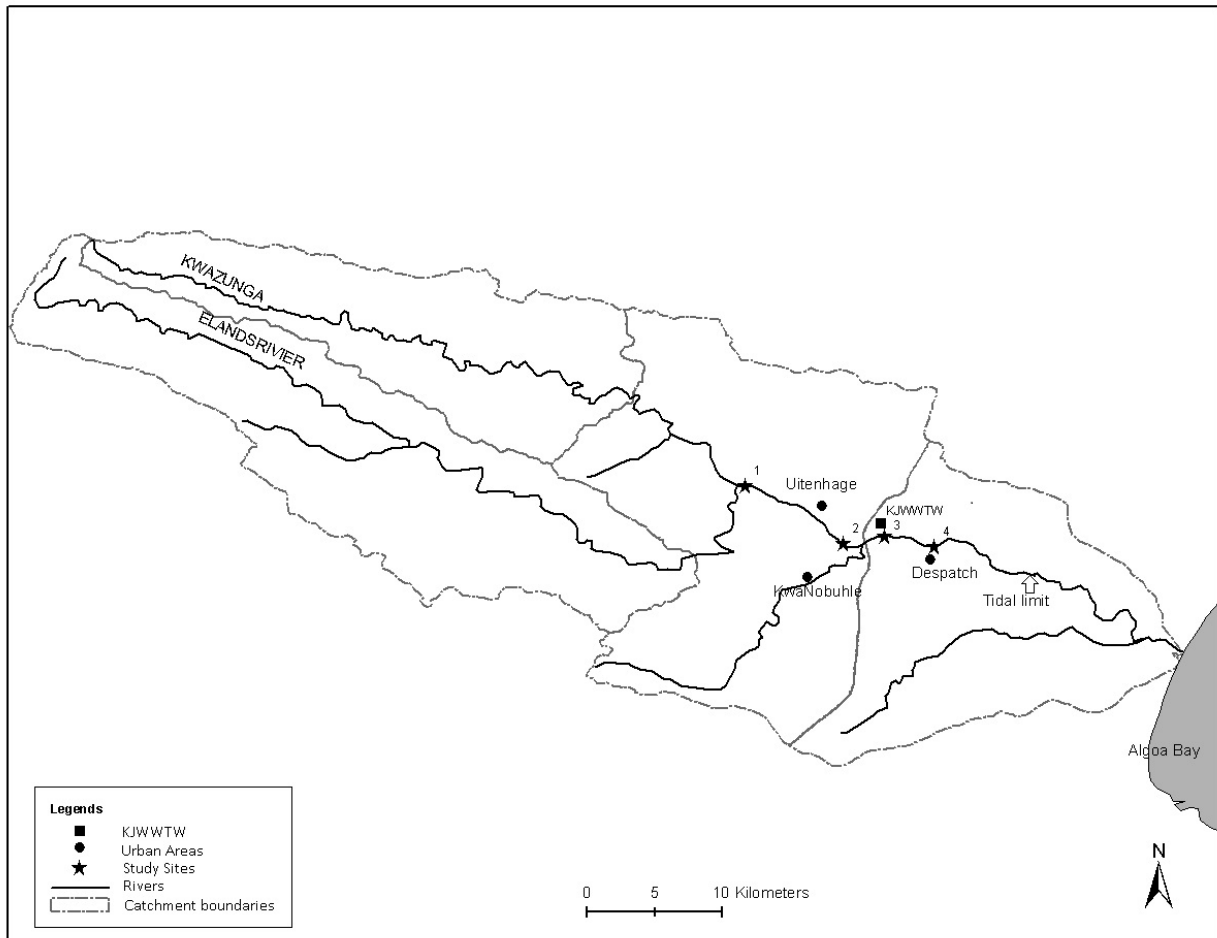 KWAZUNGA
ELANDSRIVIER
1
Uitenhage
KJWWTW
2
3
4
KwaNobuhle
Despatch
Tidal limit
Algoa Bay
Legends
KJWWTW
Urban Areas
Study Sites
Rivers
Catchment boundaries
0 5 10 Kilometers
N